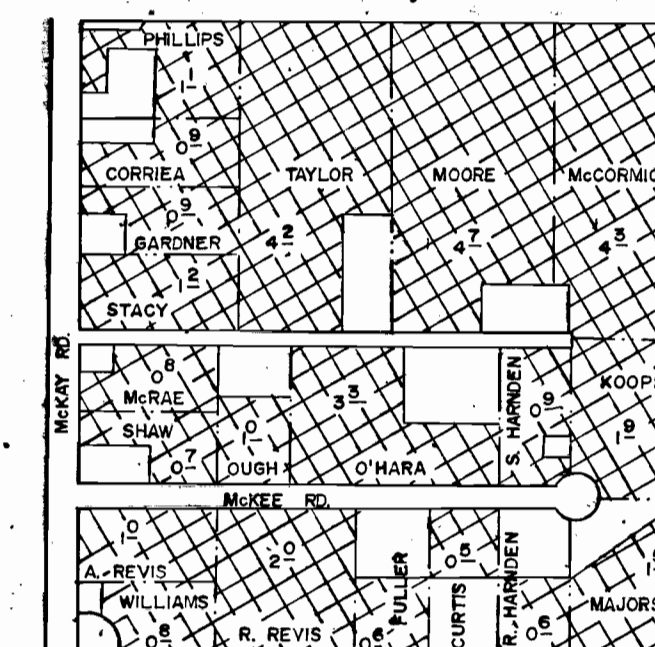 PHILLIPS
1 1
0 9
CORRIEA
TAYLOR
MOORE
McCORMIC
0 9
GARDNER
4 2
4 7
4 3
1 2
STACY
McKAY RD.
0 8
McRAE
3 3
S. HARNDEN
0 9
KOOP
SHAW
1 0
1 9
0 7
OUGH
O'HARA
McKEE RD.
1 0
2 0
0 5
A. REVIS
FULLER
CURTIS
R. HARNDEN
WILLIAMS
MAJORS
0 8
R. REVIS
0 6
0 6